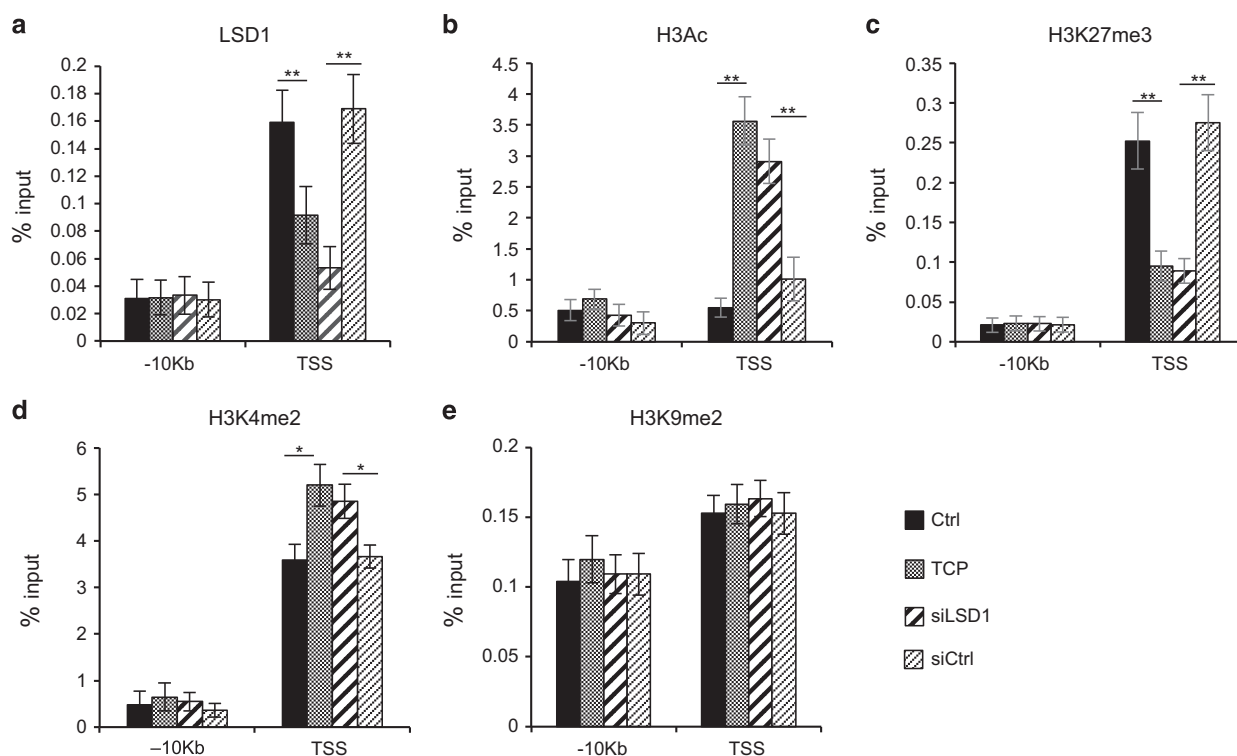 a
LSD1
% input
0.2
0.18
0.16
0.14
0.12
0.1
0.08
0.06
0.04
0.02
0
** **
-10Kb TSS
b
H3Ac
% input
4.5
4
3.5
3
2.5
2
1.5
1
0.5
0
** **
-10Kb TSS
c
H3K27me3
% input
0.35
0.3
0.25
0.2
0.15
0.1
0.05
0
** **
-10Kb TSS
d
H3K4me2
% input
6
5
4
3
2
1
0
* *
–10Kb TSS
e
H3K9me2
% input
0.2
0.15
0.1
0.05
0
-10Kb TSS
Ctrl
TCP
siLSD1
siCtrl